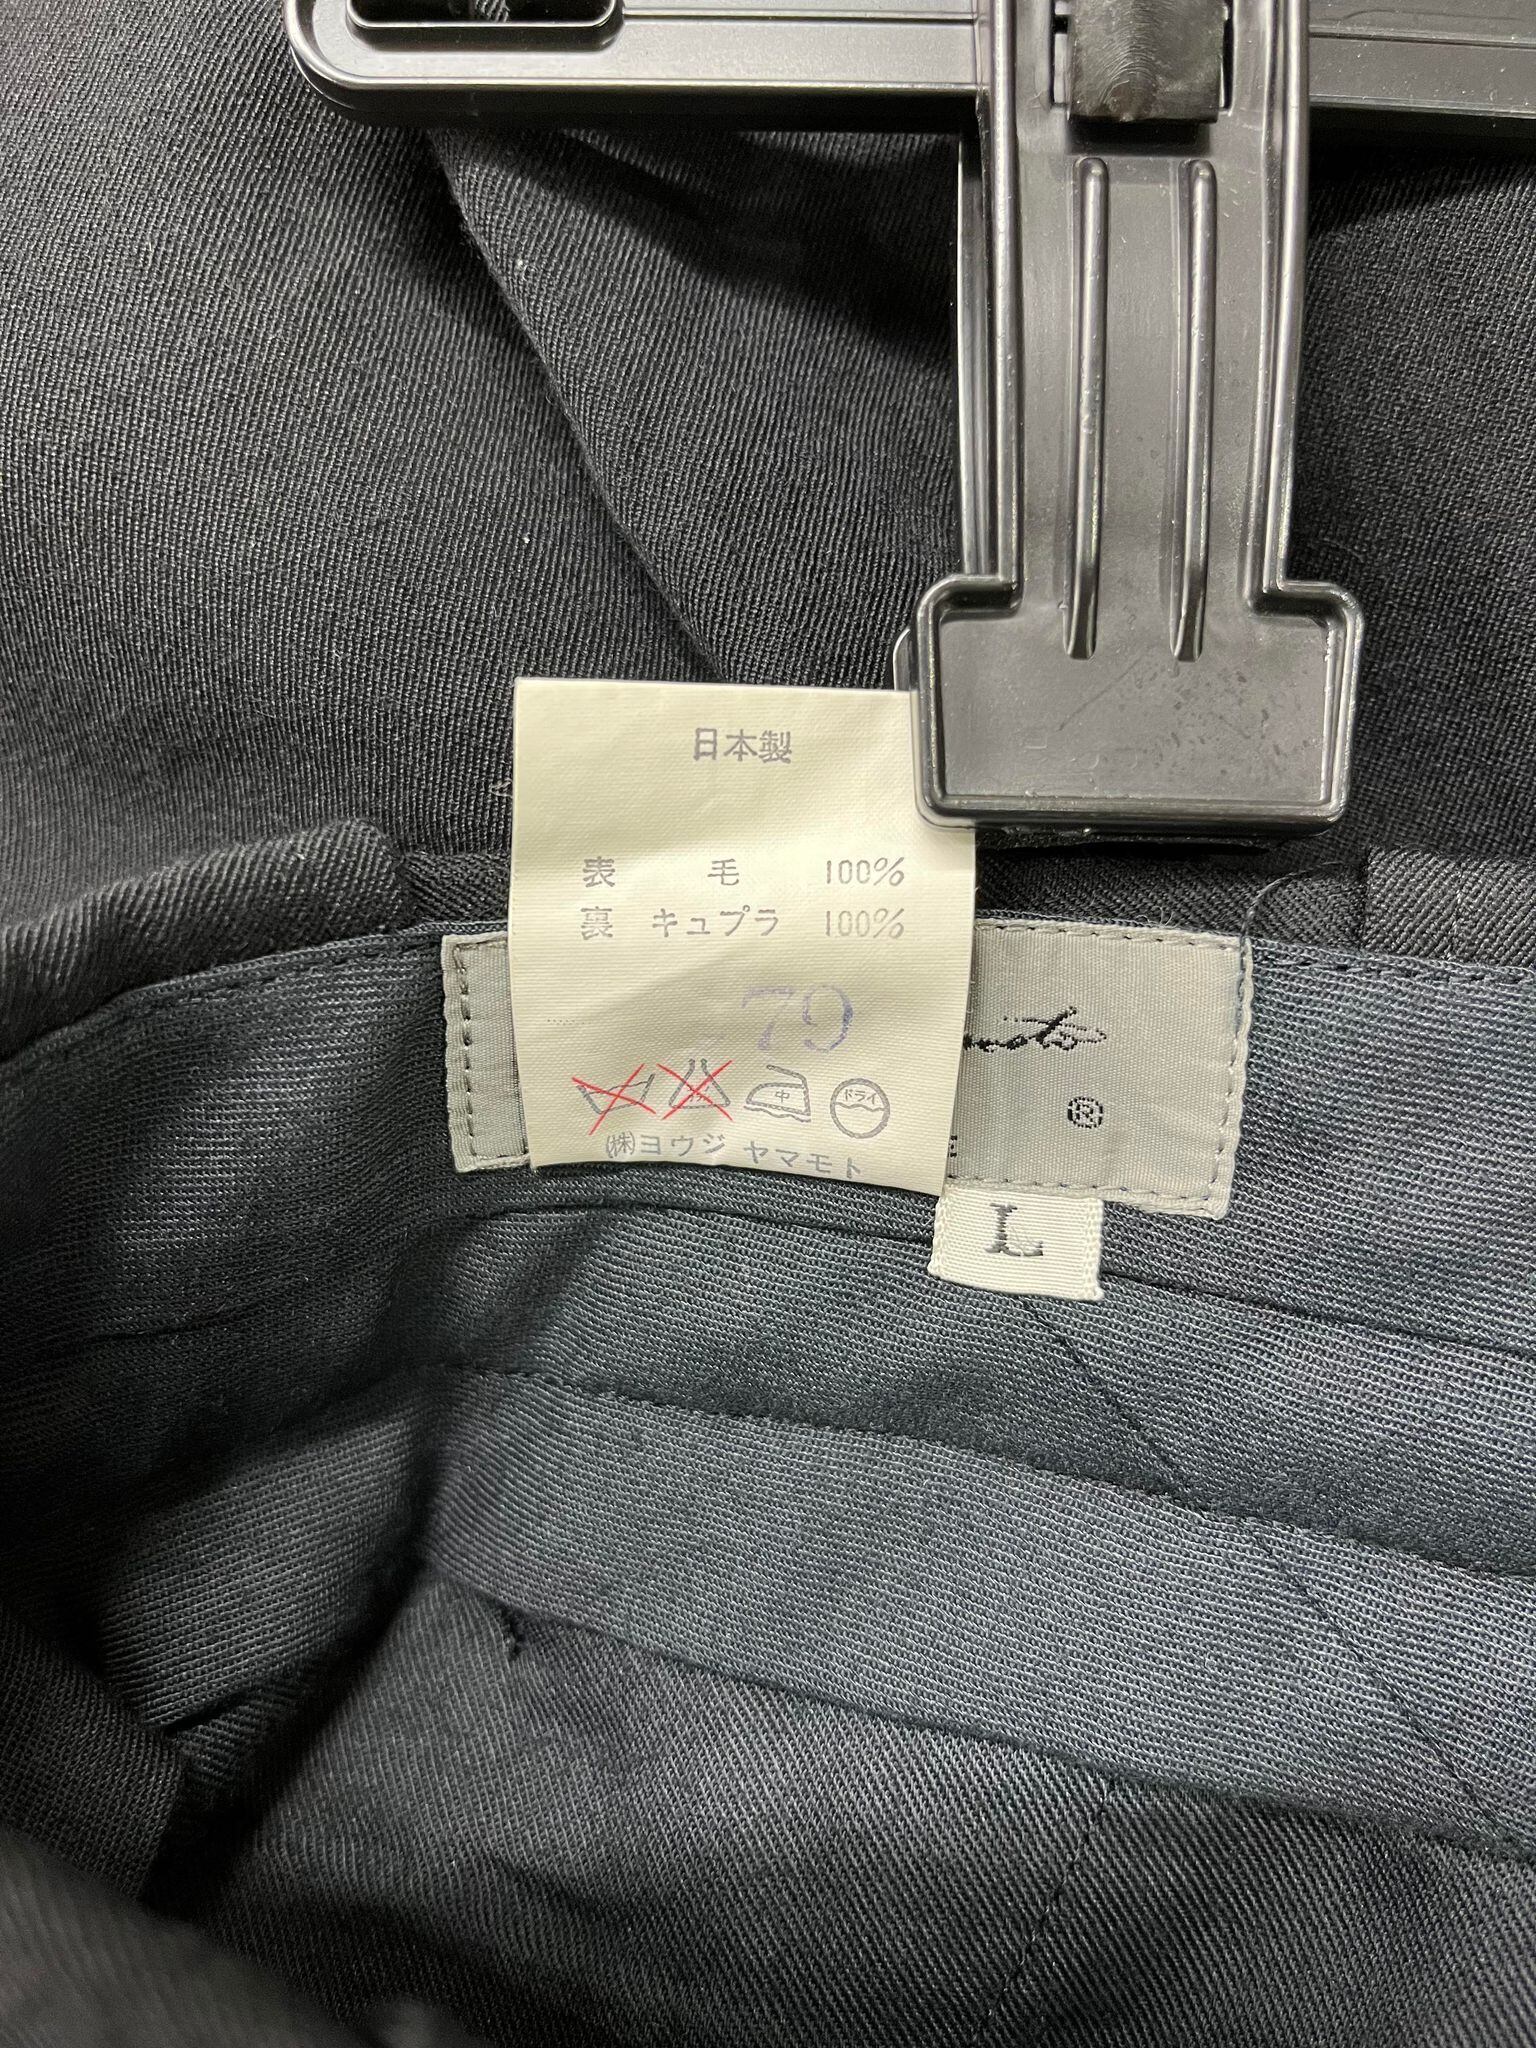 日本製
表 毛 100%
裏 キュプラ 100%
79
中 ドライ
㈱ヨウジ ヤマモト
®
L